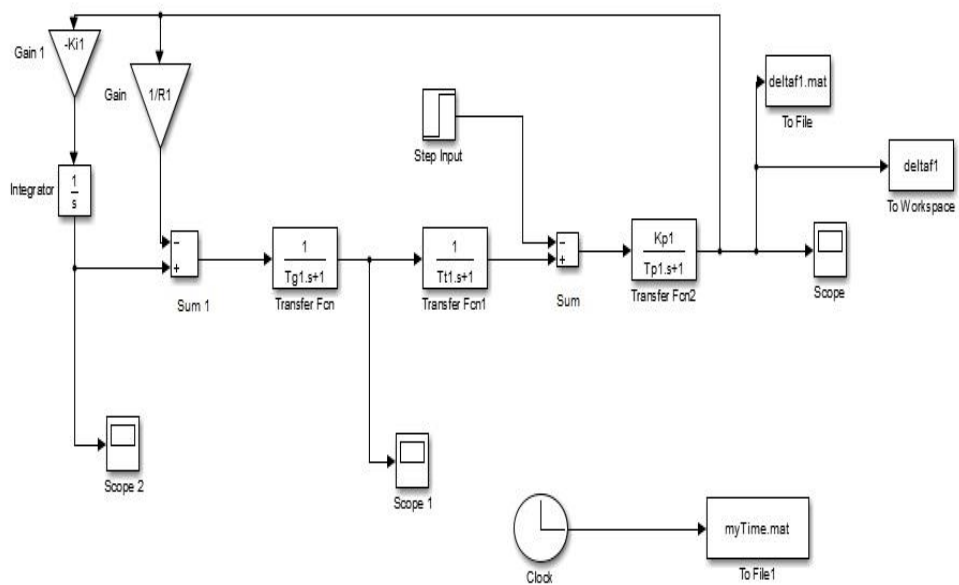 -Ki1
Gain 1
1/R1
Gain
deltaf1.mat
To File
Step Input
deltaf1
To Workspace
Integrator
1
s
−
+
Sum 1
1
Tg1.s+1
Transfer Fcn
1
Tt1.s+1
Transfer Fcn1
−
+
Sum
Kp1
Tp1.s+1
Transfer Fcn2
Scope
Scope 2
Scope 1
Clock
myTime.mat
To File1